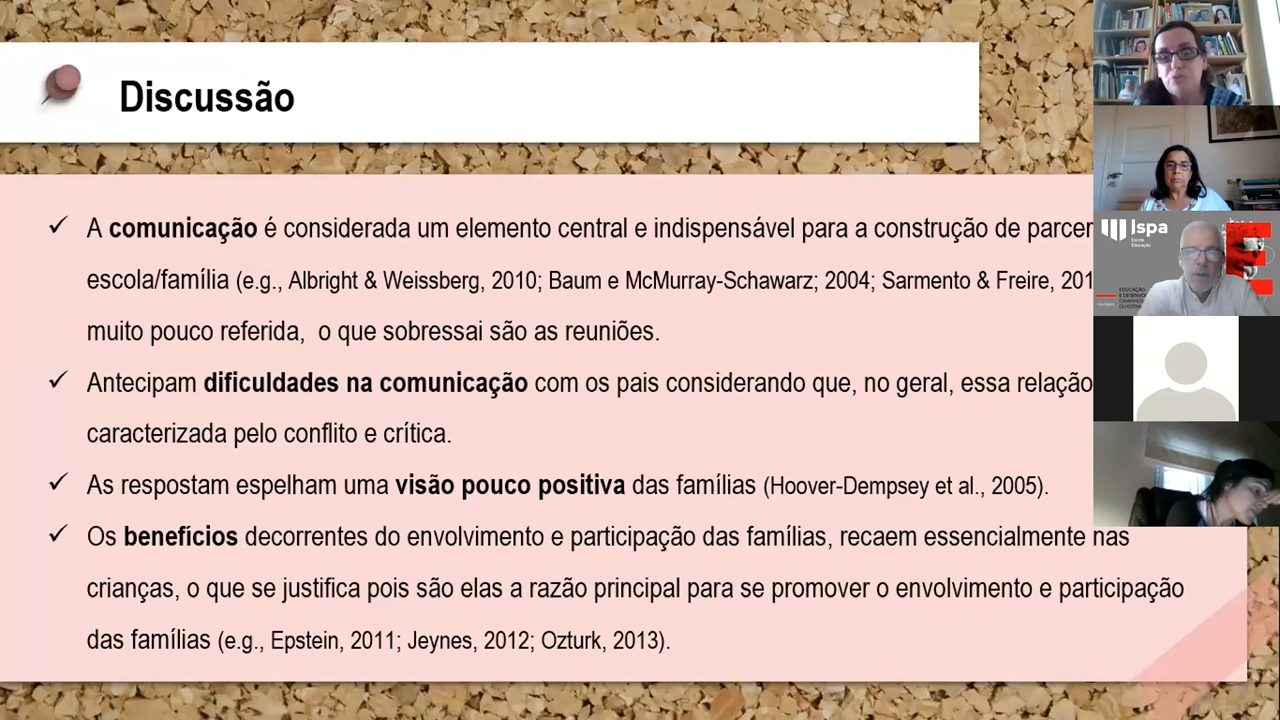 Discussão
A comunicação é considerada um elemento central e indispensável para a construção de parcer
escola/família (e.g., Albright & Weissberg, 2010; Baum e McMurray-Schawarz; 2004; Sarmento & Freire, 201
muito pouco referida, o que sobressai são as reuniões.
Antecipam dificuldades na comunicação com os pais considerando que, no geral, essa relação
caracterizada pelo conflito e crítica.
As respostam espelham uma visão pouco positiva das famílias (Hoover-Dempsey et al., 2005).
Os benefícios decorrentes do envolvimento e participação das famílias, recaem essencialmente nas
crianças, o que se justifica pois são elas a razão principal para se promover o envolvimento e participação
das famílias (e.g., Epstein, 2011; Jeynes, 2012; Ozturk, 2013).
Ispa
Escola
Educação
EDUCAÇÃO